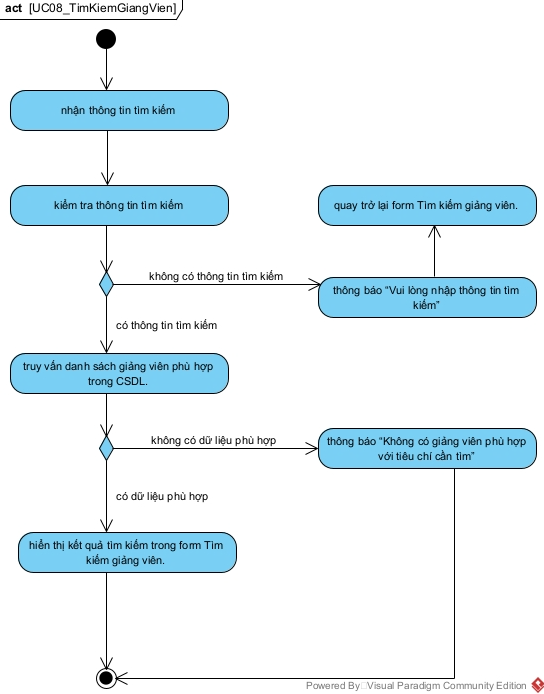 act [UC08_TimKiemGiangVien]
nhận thông tin tìm kiếm
kiểm tra thông tin tìm kiếm
quay trở lại form Tìm kiếm giảng viên.
không có thông tin tìm kiếm
thông báo “Vui lòng nhập thông tin tìm
kiếm”
có thông tin tìm kiếm
truy vấn danh sách giảng viên phù hợp
trong CSDL.
không có dữ liệu phù hợp
thông báo “Không có giảng viên phù hợp
với tiêu chí cần tìm”
có dữ liệu phù hợp
hiển thị kết quả tìm kiếm trong form Tìm
kiếm giảng viên.
Powered By Visual Paradigm Community Edition